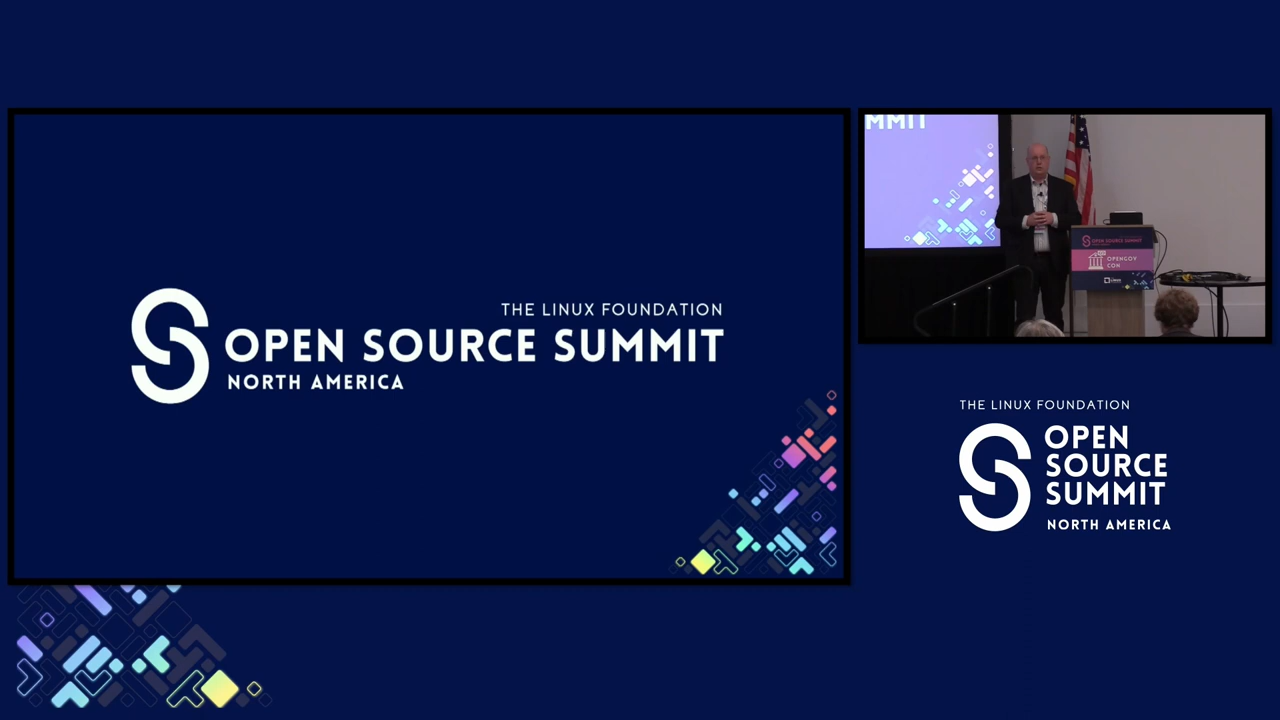 THE LINUX FOUNDATION
OPEN SOURCE SUMMIT
NORTH AMERICA
MMIT
OPEN SOURCE SUMMIT
OPENGOV
CON
THE LINUX FOUNDATION
OPEN
SOURCE
SUMMIT
NORTH AMERICA